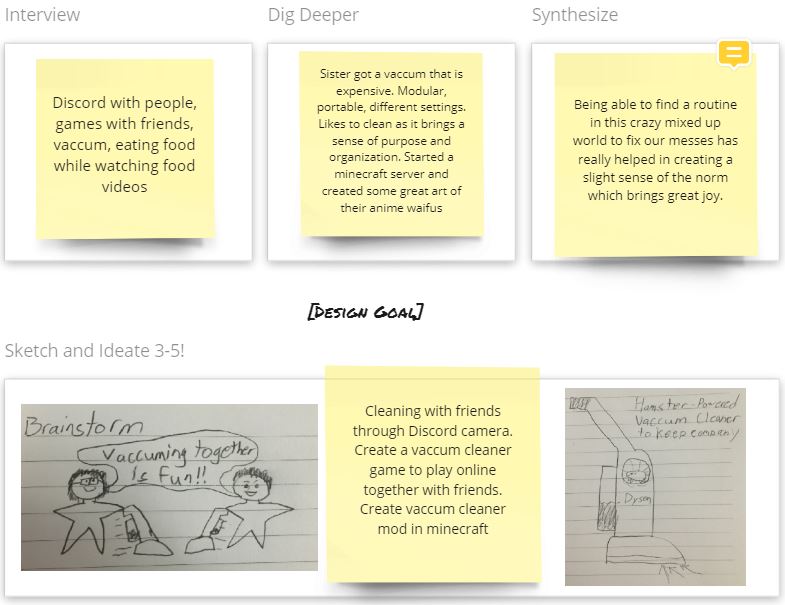 Interview
Dig Deeper
Synthesize
Discord with people,
games with friends,
vaccum, eating food
while watching food
videos
Sister got a vaccum that is
expensive. Modular,
portable, different settings.
Likes to clean as it brings a
sense of purpose and
organization. Started a
minecraft server and
created some great art of
their anime waifus
Being able to find a routine
in this crazy mixed up
world to fix our messes has
really helped in creating a
slight sense of the norm
which brings great joy.
[Design Goal]
Sketch and Ideate 3-5!
Brainstorm
Vaccuming together
Is Fun!!
Cleaning with friends
through Discord camera.
Create a vaccum cleaner
game to play online
together with friends.
Create vaccum cleaner
mod in minecraft
Hamster-Powered
Vaccum Cleaner
to keep company
Dyson